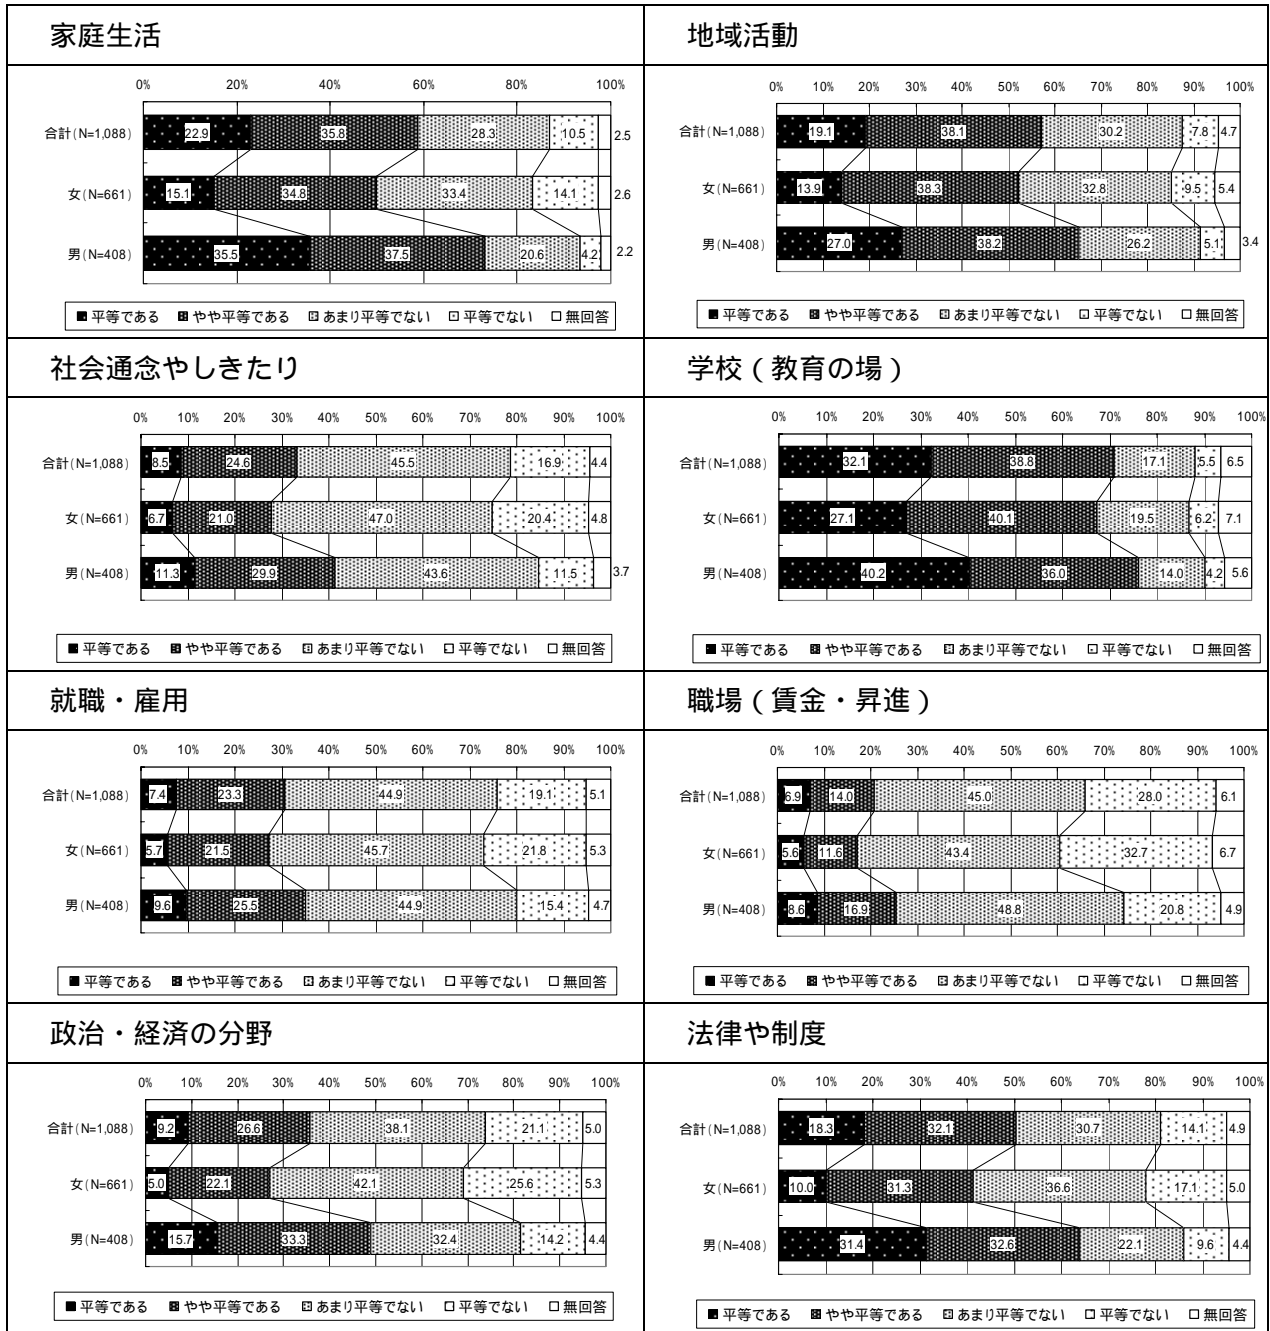 家庭生活
0% 20% 40% 60% 80% 100%
合計(N=1,088) 22.9 35.8 28.3 10.5 2.5
女(N=661) 15.1 34.8 33.4 14.1 2.6
男(N=408) 35.5 37.5 20.6 4.2 2.2
平等である やや平等である あまり平等でない 平等でない 無回答
地域活動
0% 10% 20% 30% 40% 50% 60% 70% 80% 90% 100%
合計(N=1,088) 19.1 38.1 30.2 7.8 4.7
女(N=661) 13.9 38.3 32.8 9.5 5.4
男(N=408) 27.0 38.2 26.2 5.1 3.4
平等である やや平等である あまり平等でない 平等でない 無回答
社会通念やしきたり
0% 10% 20% 30% 40% 50% 60% 70% 80% 90% 100%
合計(N=1,088) 8.5 24.6 45.5 16.9 4.4
女(N=661) 6.7 21.0 47.0 20.4 4.8
男(N=408) 11.3 29.9 43.6 11.5 3.7
平等である やや平等である あまり平等でない 平等でない 無回答
学校(教育の場)
0% 10% 20% 30% 40% 50% 60% 70% 80% 90% 100%
合計(N=1,088) 32.1 38.8 17.1 5.5 6.5
女(N=661) 27.1 40.1 19.5 6.2 7.1
男(N=408) 40.2 36.0 14.0 4.2 5.6
平等である やや平等である あまり平等でない 平等でない 無回答
就職・雇用
0% 10% 20% 30% 40% 50% 60% 70% 80% 90% 100%
合計(N=1,088) 7.4 23.3 44.9 19.1 5.1
女(N=661) 5.7 21.5 45.7 21.8 5.3
男(N=408) 9.6 25.5 44.9 15.4 4.7
平等である やや平等である あまり平等でない 平等でない 無回答
職場(賃金・昇進)
0% 10% 20% 30% 40% 50% 60% 70% 80% 90% 100%
合計(N=1,088) 6.9 14.0 45.0 28.0 6.1
女(N=661) 5.6 11.6 43.4 32.7 6.7
男(N=408) 8.6 16.9 48.8 20.8 4.9
平等である やや平等である あまり平等でない 平等でない 無回答
政治・経済の分野
0% 10% 20% 30% 40% 50% 60% 70% 80% 90% 100%
合計(N=1,088) 9.2 26.6 38.1 21.1 5.0
女(N=661) 5.0 22.1 42.1 25.6 5.3
男(N=408) 15.7 33.3 32.4 14.2 4.4
平等である やや平等である あまり平等でない 平等でない 無回答
法律や制度
0% 10% 20% 30% 40% 50% 60% 70% 80% 90% 100%
合計(N=1,088) 18.3 32.1 30.7 14.1 4.9
女(N=661) 10.0 31.3 36.6 17.1 5.0
男(N=408) 31.4 32.6 22.1 9.6 4.4
平等である やや平等である あまり平等でない 平等でない 無回答